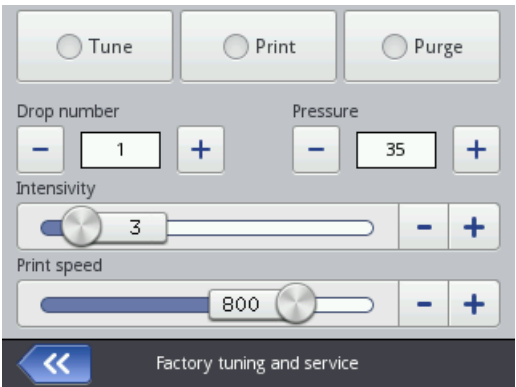 Tune Print Purge
Drop number Pressure
− 1 + − 35 +
Intensivity
3 − +
Print speed
800 − +
Factory tuning and service